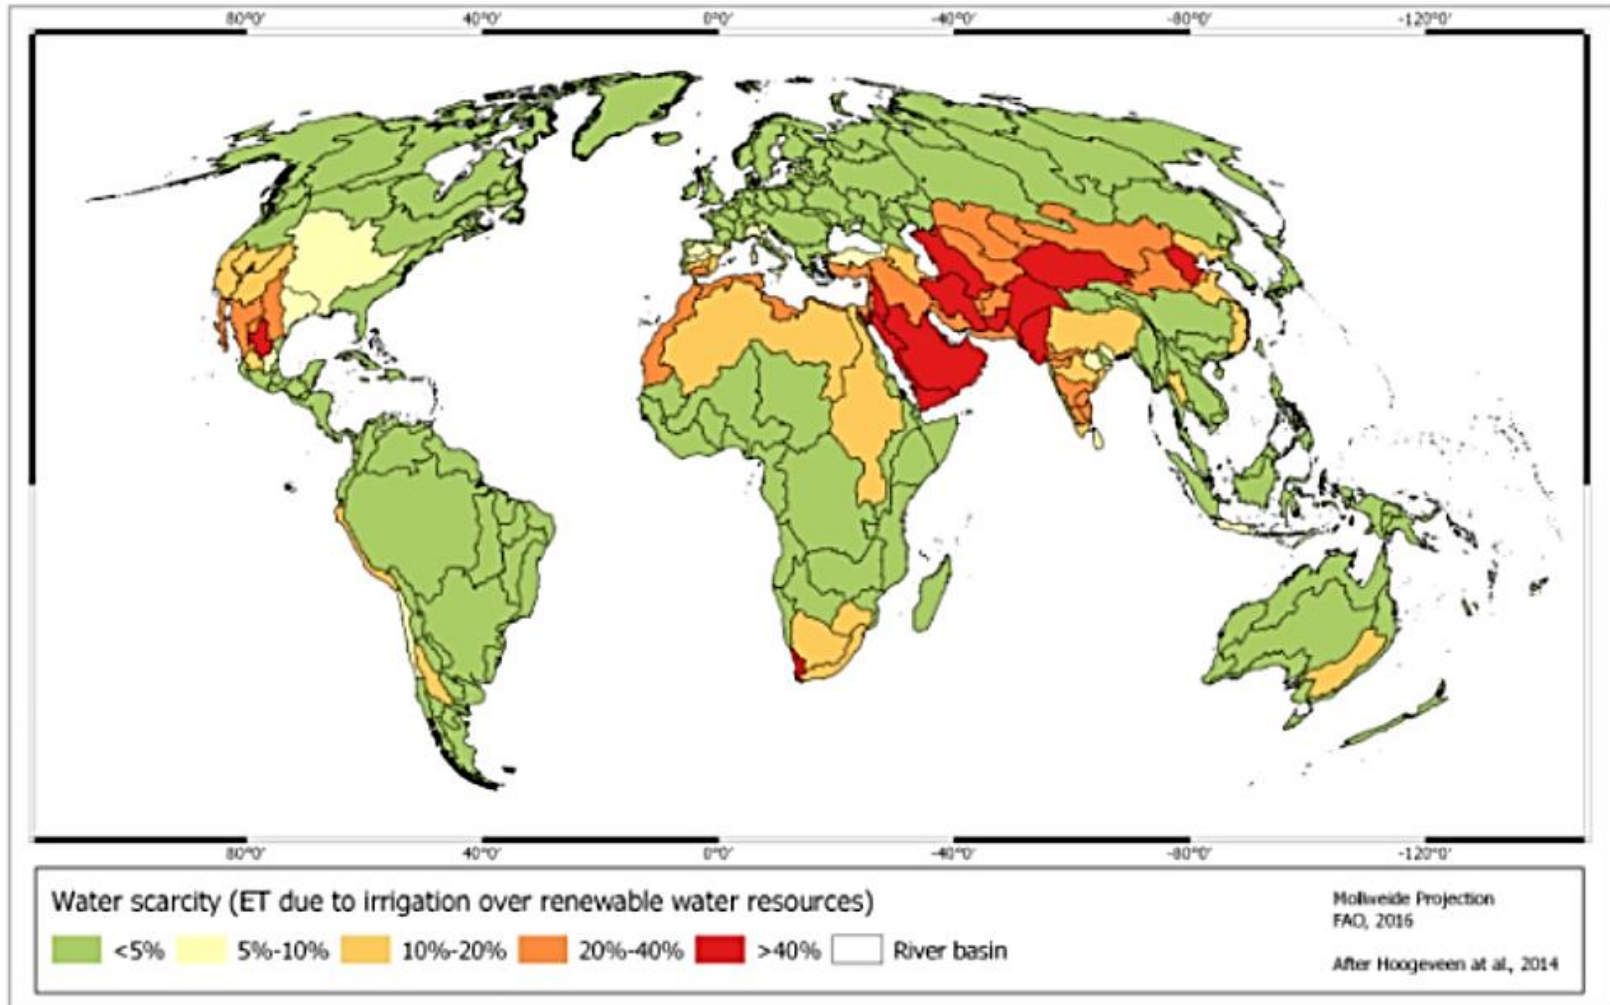 80°0' 40°0' 0°0' -40°0' -80°0' -120°0'
80°0' 40°0' 0°0' -40°0' -80°0' -120°0'
Water scarcity (ET due to irrigation over renewable water resources)
<5% 5%-10% 10%-20% 20%-40% >40% River basin
Mollweide Projection
FAO, 2016
After Hoogeveen at al., 2014